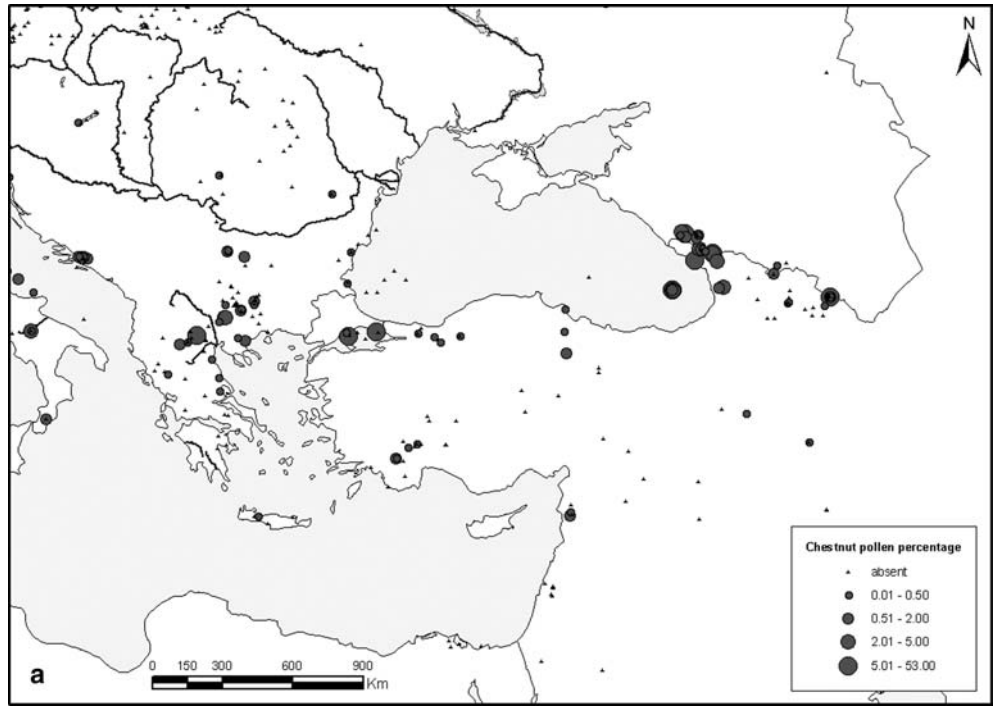 N
Chestnut pollen percentage
absent
0.01 - 0.50
0.51 - 2.00
2.01 - 5.00
5.01 - 53.00
a
0 150 300 600 900
Km